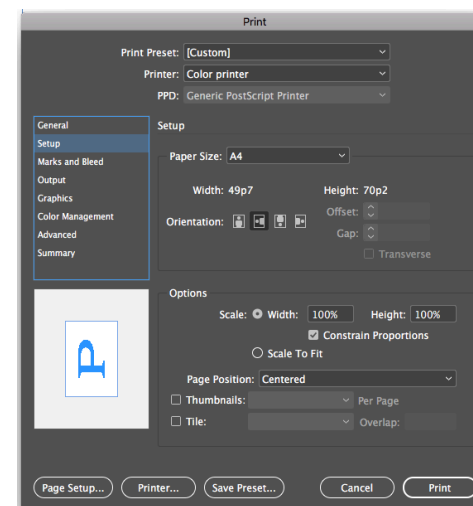 Print
Print Preset: [Custom]
Printer: Color printer
PPD: Generic PostScript Printer
General
Setup
Marks and Bleed
Output
Graphics
Color Management
Advanced
Summary
Setup
Paper Size: A4
Width: 49p7 Height: 70p2
Orientation:
Offset:
Gap:
Transverse
Options
Scale: Width: 100% Height: 100%
Constrain Proportions
Scale To Fit
Page Position: Centered
Thumbnails: Per Page
Tile: Overlap:
P
Page Setup... Printer... Save Preset... Cancel Print